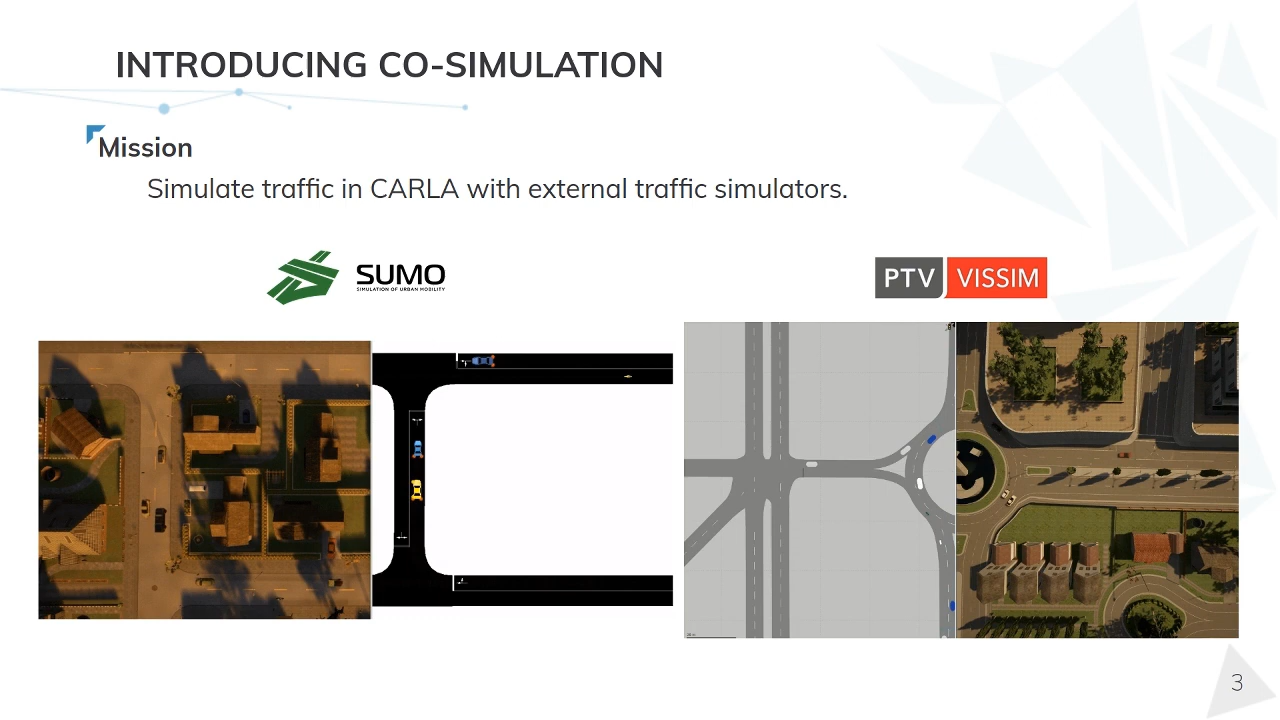 INTRODUCING CO-SIMULATION
Mission
Simulate traffic in CARLA with external traffic simulators.
SUMO
SIMULATION OF URBAN MOBILITY
PTV VISSIM
3